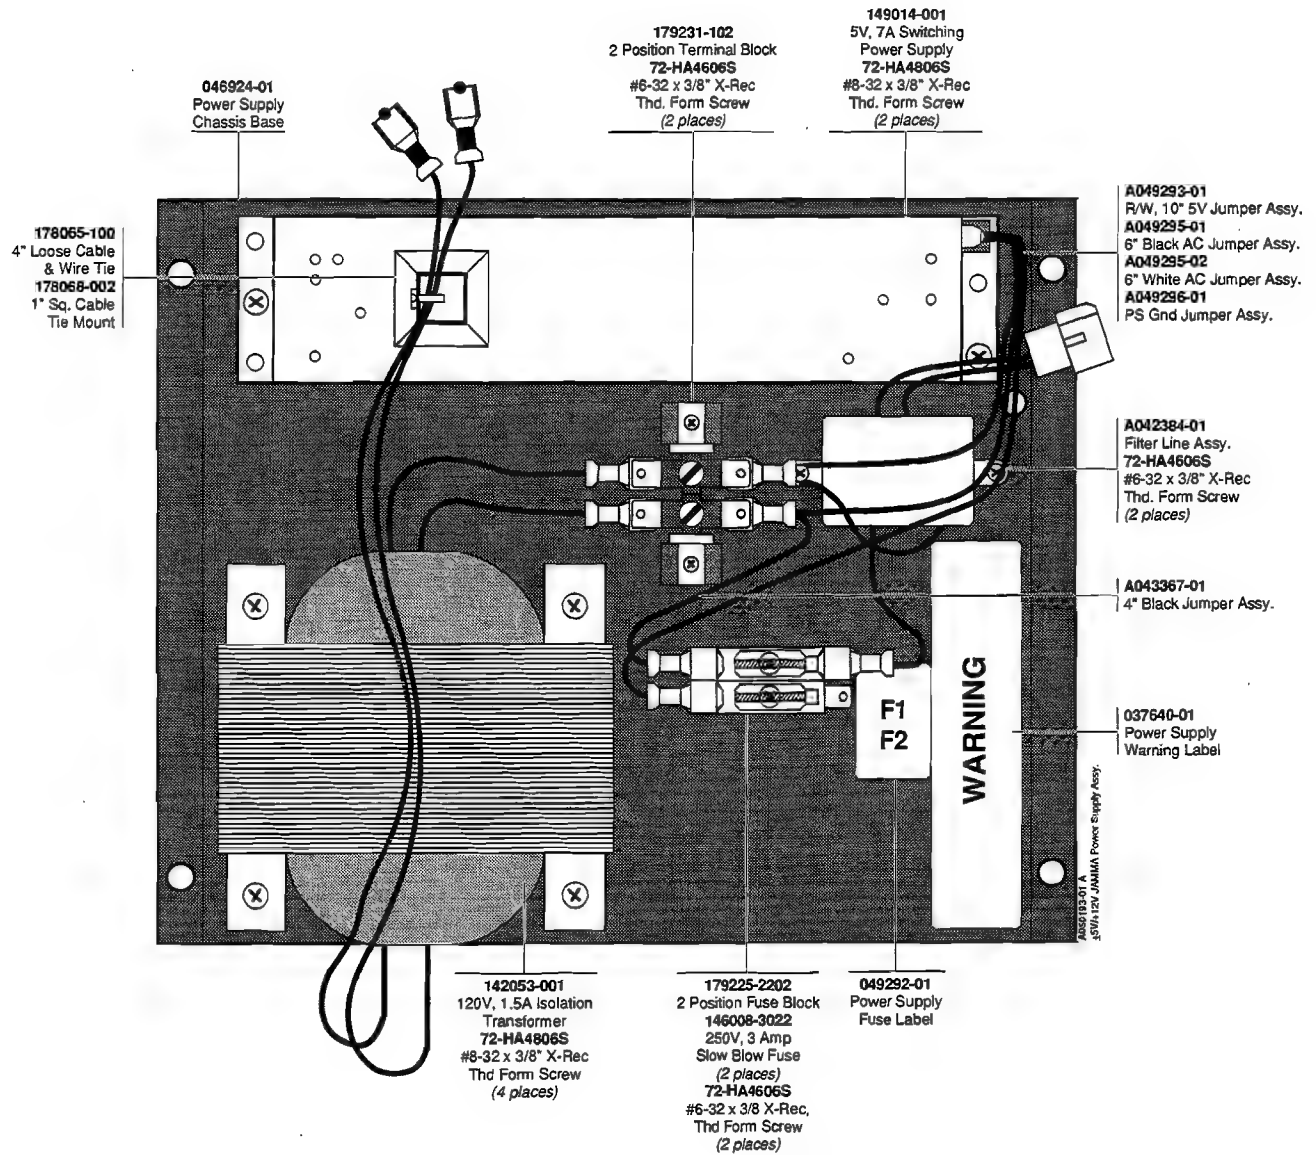 046924-01
Power Supply
Chassis Base
179231-102
2 Position Terminal Block
72-HA4606S
#6-32 x 3/8" X-Rec
Thd. Form Screw
(2 places)
149014-001
5V, 7A Switching
Power Supply
72-HA4806S
#8-32 x 3/8" X-Rec
Thd. Form Screw
(2 places)
178065-100
4" Loose Cable
& Wire Tie
178068-002
1" Sq. Cable
Tie Mount
A049293-01
R/W, 10" 5V Jumper Assy.
A049295-01
6" Black AC Jumper Assy.
A049295-02
6" White AC Jumper Assy.
A049296-01
PS Gnd Jumper Assy.
A042384-01
Filter Line Assy.
72-HA4606S
#6-32 x 3/8" X-Rec
Thd. Form Screw
(2 places)
A043367-01
4" Black Jumper Assy.
F1
F2
WARNING
037640-01
Power Supply
Warning Label
A050193-01 A
±5V/+12V JAMMA Power Supply Assy.
142053-001
120V, 1.5A Isolation
Transformer
72-HA4806S
#8-32 x 3/8" X-Rec
Thd Form Screw
(4 places)
179225-2202
2 Position Fuse Block
146008-3022
250V, 3 Amp
Slow Blow Fuse
(2 places)
72-HA4606S
#6-32 x 3/8 X-Rec,
Thd Form Screw
(2 places)
049292-01
Power Supply
Fuse Label